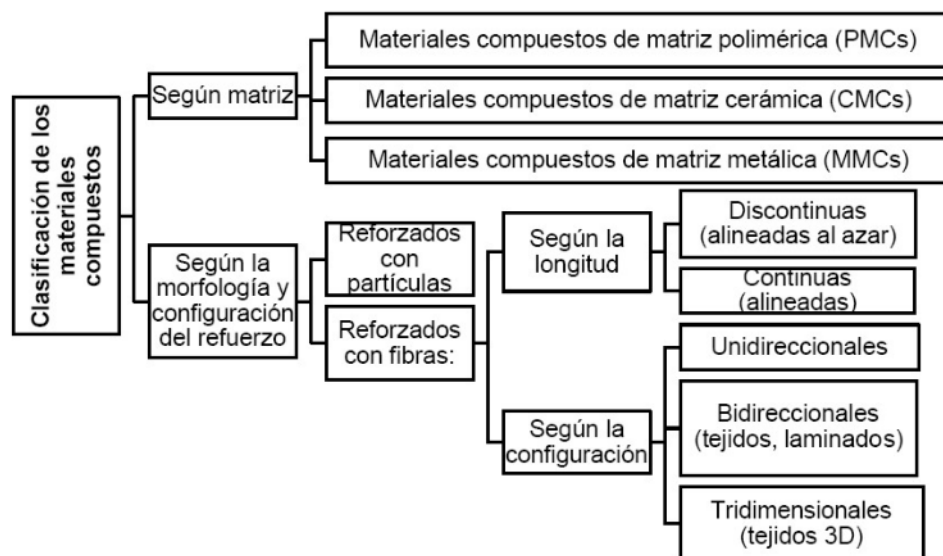 Clasificación de los
materiales
compuestos
Según matriz
Materiales compuestos de matriz polimérica (PMCs)
Materiales compuestos de matriz cerámica (CMCs)
Materiales compuestos de matriz metálica (MMCs)
Según la
morfología y
configuración
del refuerzo
Reforzados
con
partículas
Reforzados
con fibras:
Según la
longitud
Discontinuas
(alineadas al azar)
Continuas
(alineadas)
Según la
configuración
Unidireccionales
Bidireccionales
(tejidos, laminados)
Tridimensionales
(tejidos 3D)